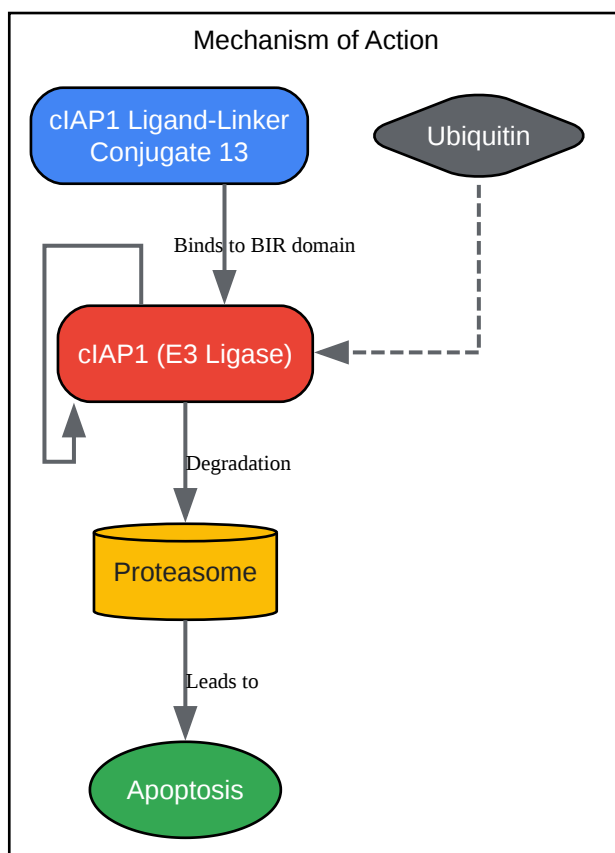 Mechanism of Action
cIAP1 Ligand-Linker
Conjugate 13
Ubiquitin
Binds to BIR domain
cIAP1 (E3 Ligase)
Degradation
Proteasome
Leads to
Apoptosis